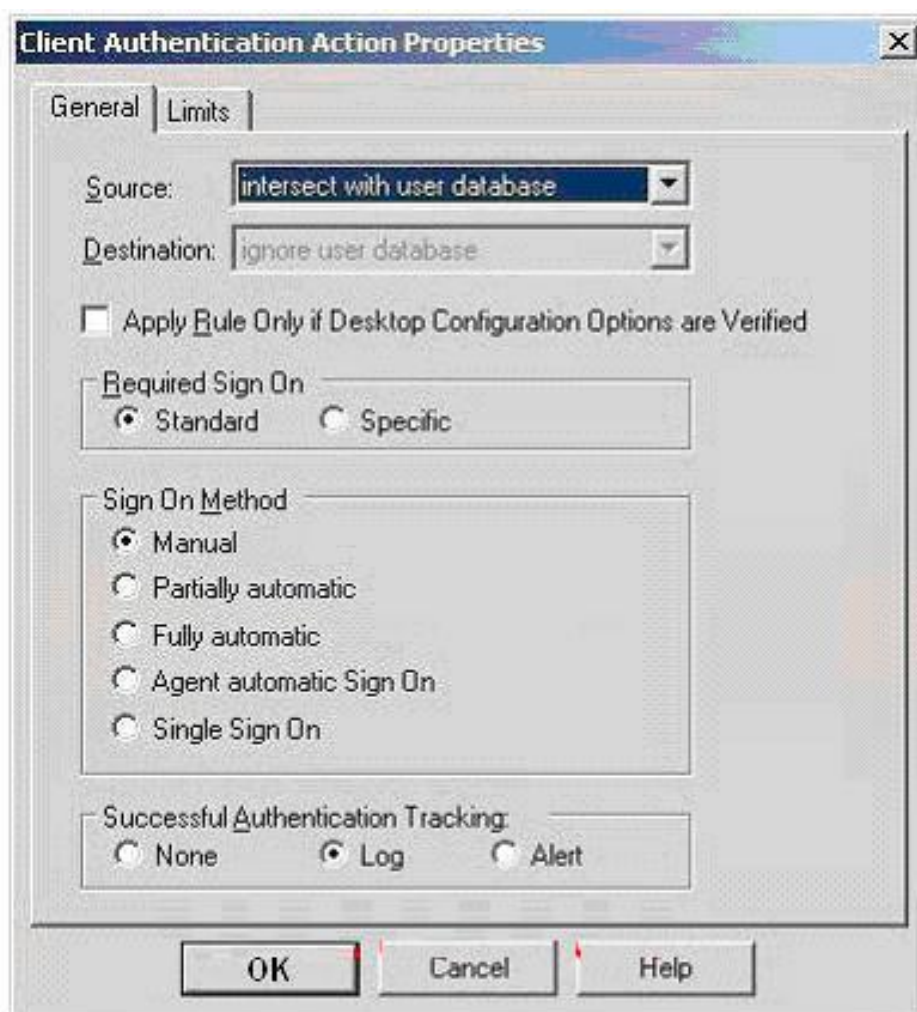 Client Authentication Action Properties
General Limits
Source: intersect with user database
Destination: ignore user database
Apply Rule Only if Desktop Configuration Options are Verified
Required Sign On
Standard Specific
Sign On Method
Manual
Partially automatic
Fully automatic
Agent automatic Sign On
Single Sign On
Successful Authentication Tracking:
None Log Alert
OK Cancel Help